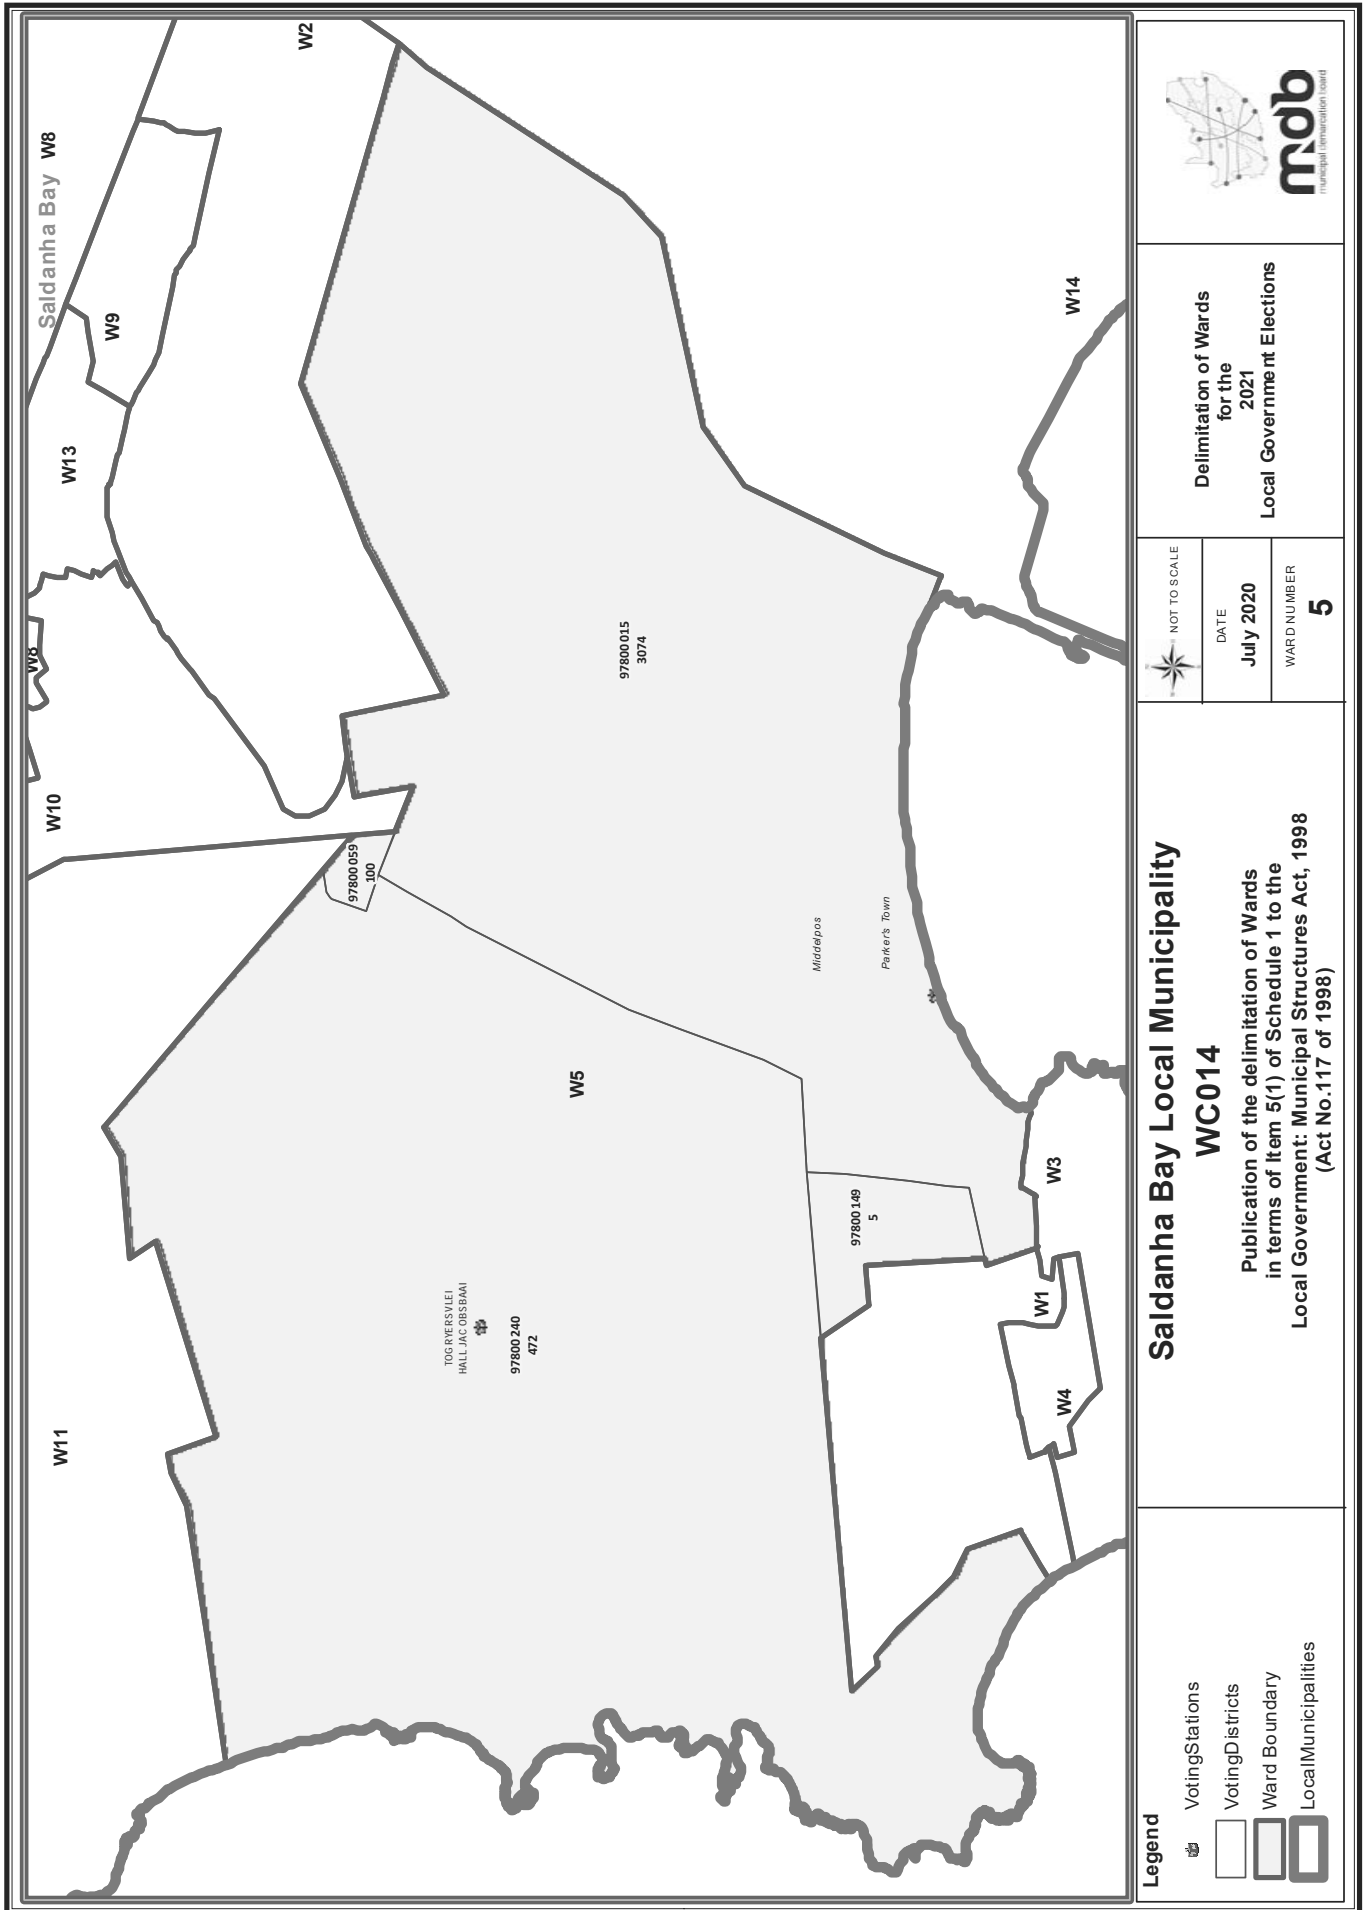 W11
W10
W13
W9
Saldanha Bay W8
W8
W2
TOG RYERSVLEI
HALL JACOBSBAAI
97800240
472
W5
97800059
100
97800015
3074
Middelpos
Parker's Town
97800149
5
W4
W1
W3
W14
Legend
VotingStations
VotingDistricts
Ward Boundary
LocalMunicipalities
Saldanha Bay Local Municipality
WC014
Publication of the delimitation of Wards
in terms of Item 5(1) of Schedule 1 to the
Local Government: Municipal Structures Act, 1998
(Act No.117 of 1998)
NOT TO SCALE
DATE
July 2020
WARD NUMBER
5
Delimitation of Wards
for the
2021
Local Government Elections
mdb
municipal demarcation board